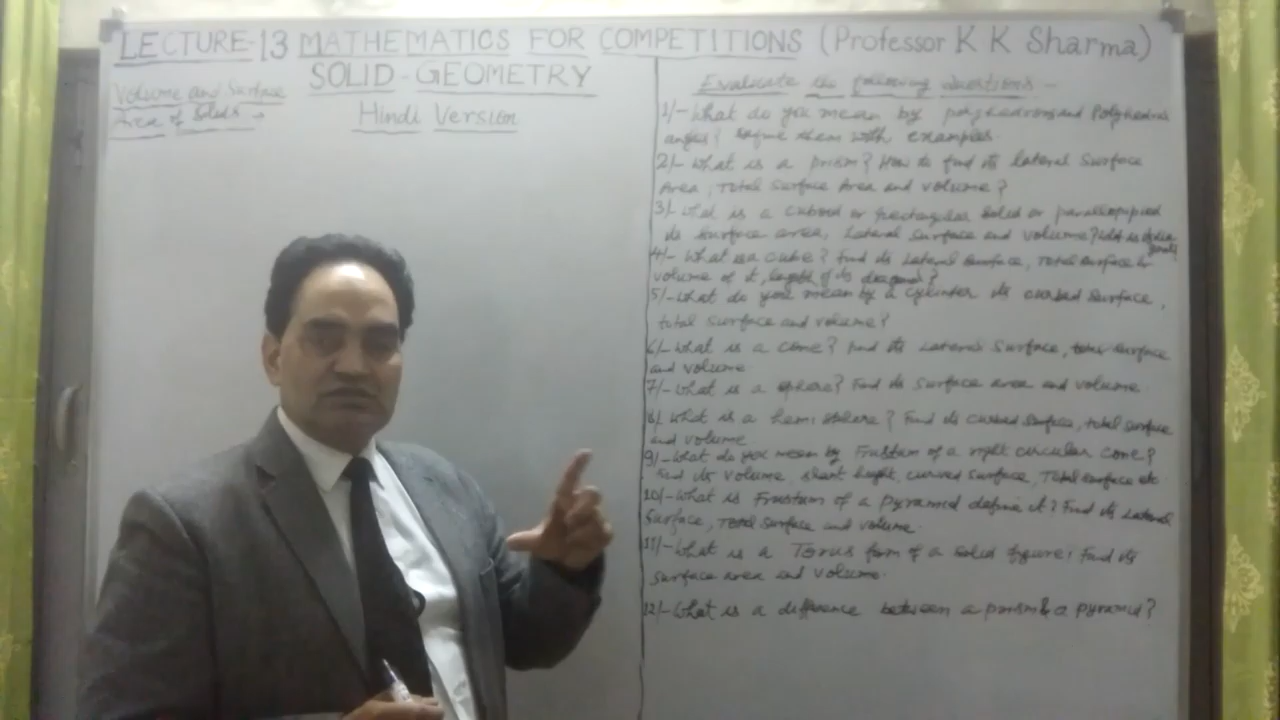 LECTURE-13 MATHEMATICS FOR COMPETITIONS (Professor K K Sharma)
SOLID-GEOMETRY
Volume and Surface
Area of Solids →
Hindi Version
Evaluate the following questions -
1/- What do you mean by polyhedrons and Polyhedral
angles? Define them with examples.
2/- What is a prism? How to find its lateral Surface
Area, Total Surface Area and volume?
3/- What is a cuboid or rectangular solid or
its surface area, Lateral surface and volume?
4/- What is a cube? Find its Lateral surface, Total surface &
volume of it, length of its diagonal?
5/- What do you mean by a cylinder its curved surface,
total surface and volume?
6/- What is a cone? Find its Lateral Surface, total surface
and volume
7/- What is a sphere? Find its surface area and volume
8/ What is a hemisphere? Find its curved surface, total surface
and volume
9/- What do you mean by Frustum of a right circular cone?
Find its volume, slant height, curved surface, Total surface etc
10/- What is Frustum of a pyramid define it? Find its Lateral
Surface, Total surface and volume.
11/- What is a Torus form of a solid figure, Find its
surface area and volume.
12/- What is a difference between a prism & a pyramid?